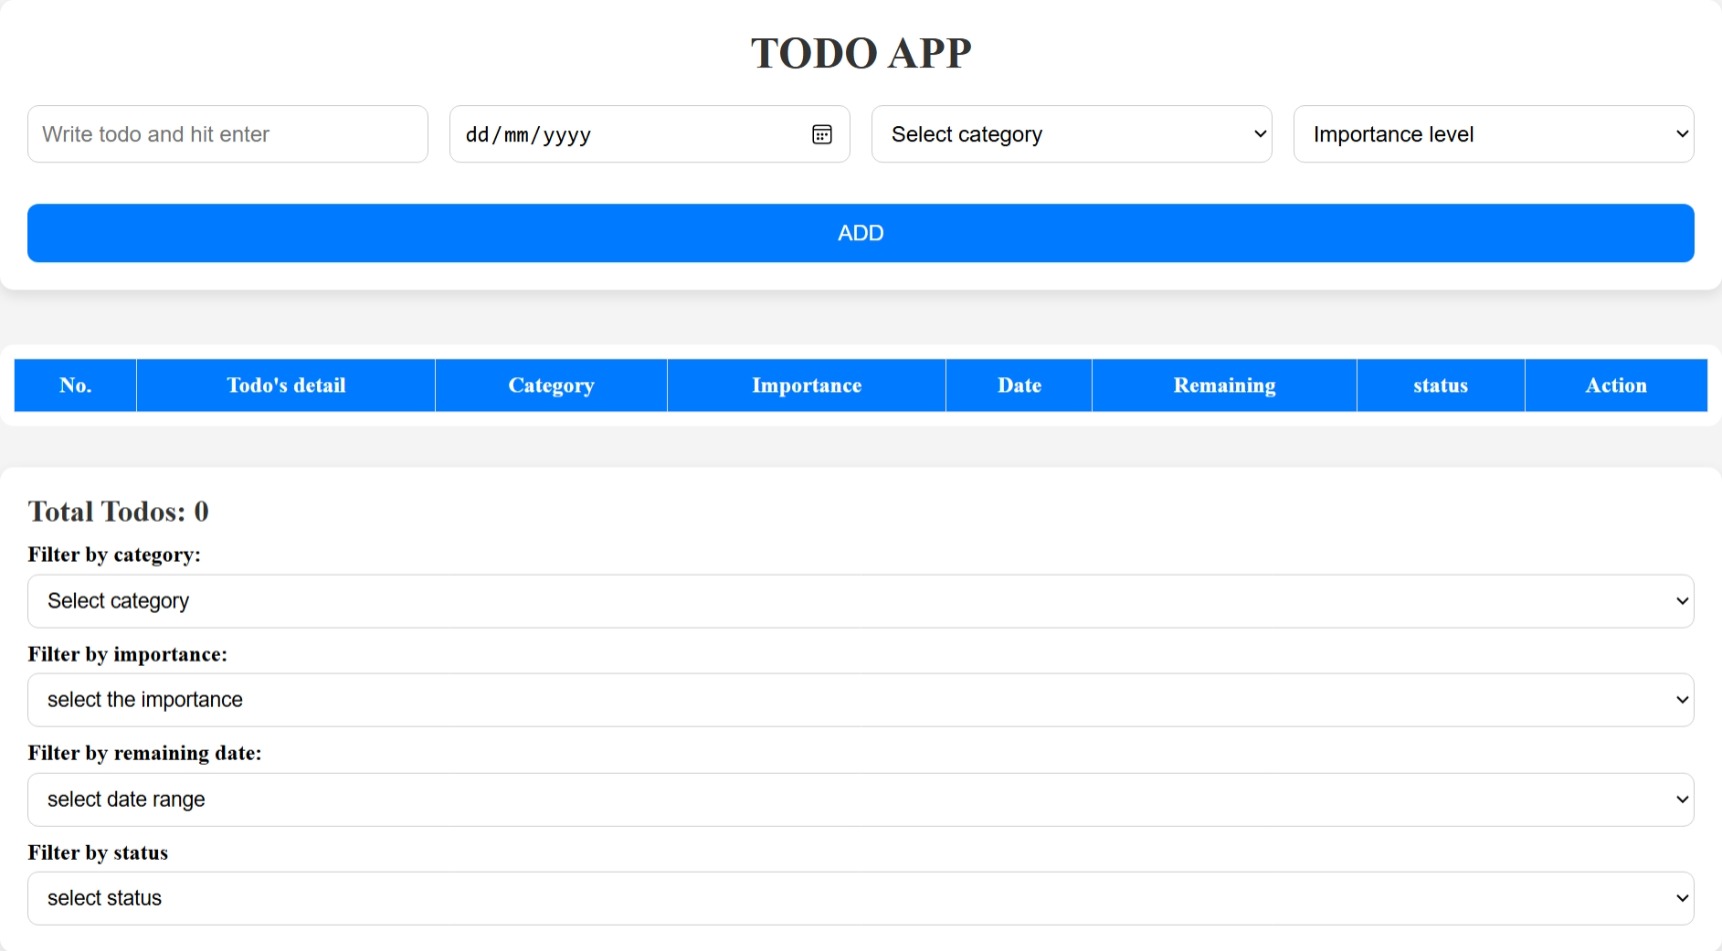 TODO APP
Write todo and hit enter dd/mm/yyyy Select category Importance level
ADD
No. Todo's detail Category Importance Date Remaining status Action
Total Todos: 0
Filter by category:
Select category
Filter by importance:
select the importance
Filter by remaining date:
select date range
Filter by status
select status